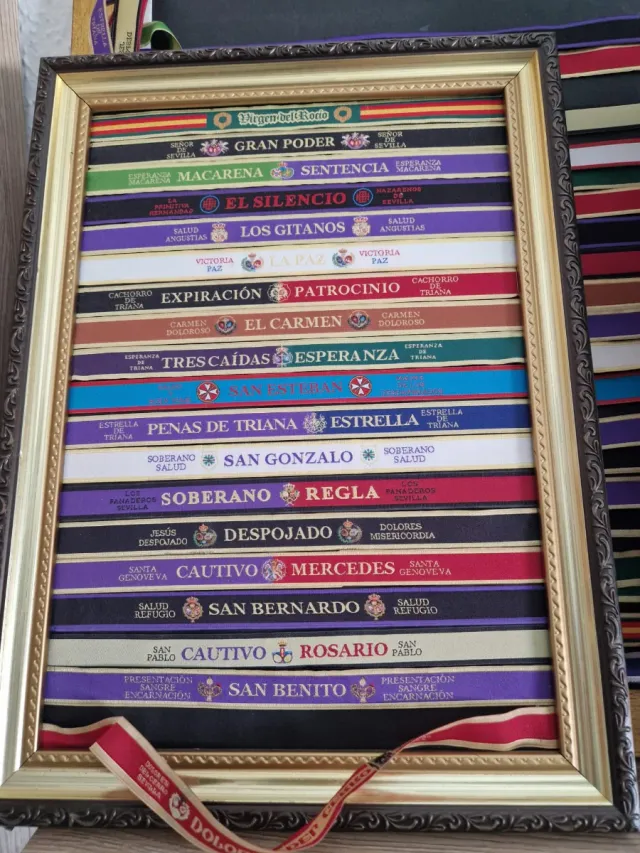 Virgen del Rocío
SEÑOR DE SEVILLA GRAN PODER SEÑOR DE SEVILLA
ESPERANZA MACARENA MACARENA SENTENCIA ESPERANZA MACARENA
LA PRIMITIVA HERMANDAD EL SILENCIO NAZARENOS DE SEVILLA
SALUD ANGUSTIAS LOS GITANOS SALUD ANGUSTIAS
VICTORIA PAZ LA PAZ VICTORIA PAZ
CACHORRO DE TRIANA EXPIRACIÓN PATROCINIO CACHORRO DE TRIANA
CARMEN DOLOROSO EL CARMEN CARMEN DOLOROSO
ESPERANZA DE TRIANA TRES CAÍDAS ESPERANZA ESPERANZA DE TRIANA
SAN ESTEBAN
ESTRELLA DE TRIANA PENAS DE TRIANA ESTRELLA ESTRELLA DE TRIANA
SOBERANO SALUD SAN GONZALO SOBERANO SALUD
LOS PANADEROS SEVILLA SOBERANO REGLA LOS PANADEROS SEVILLA
JESÚS DESPOJADO DESPOJADO DOLORES MISERICORDIA
SANTA GENOVEVA CAUTIVO MERCEDES SANTA GENOVEVA
SALUD REFUGIO SAN BERNARDO SALUD REFUGIO
SAN PABLO CAUTIVO ROSARIO SAN PABLO
PRESENTACIÓN SANGRE ENCARNACIÓN SAN BENITO PRESENTACIÓN SANGRE ENCARNACIÓN